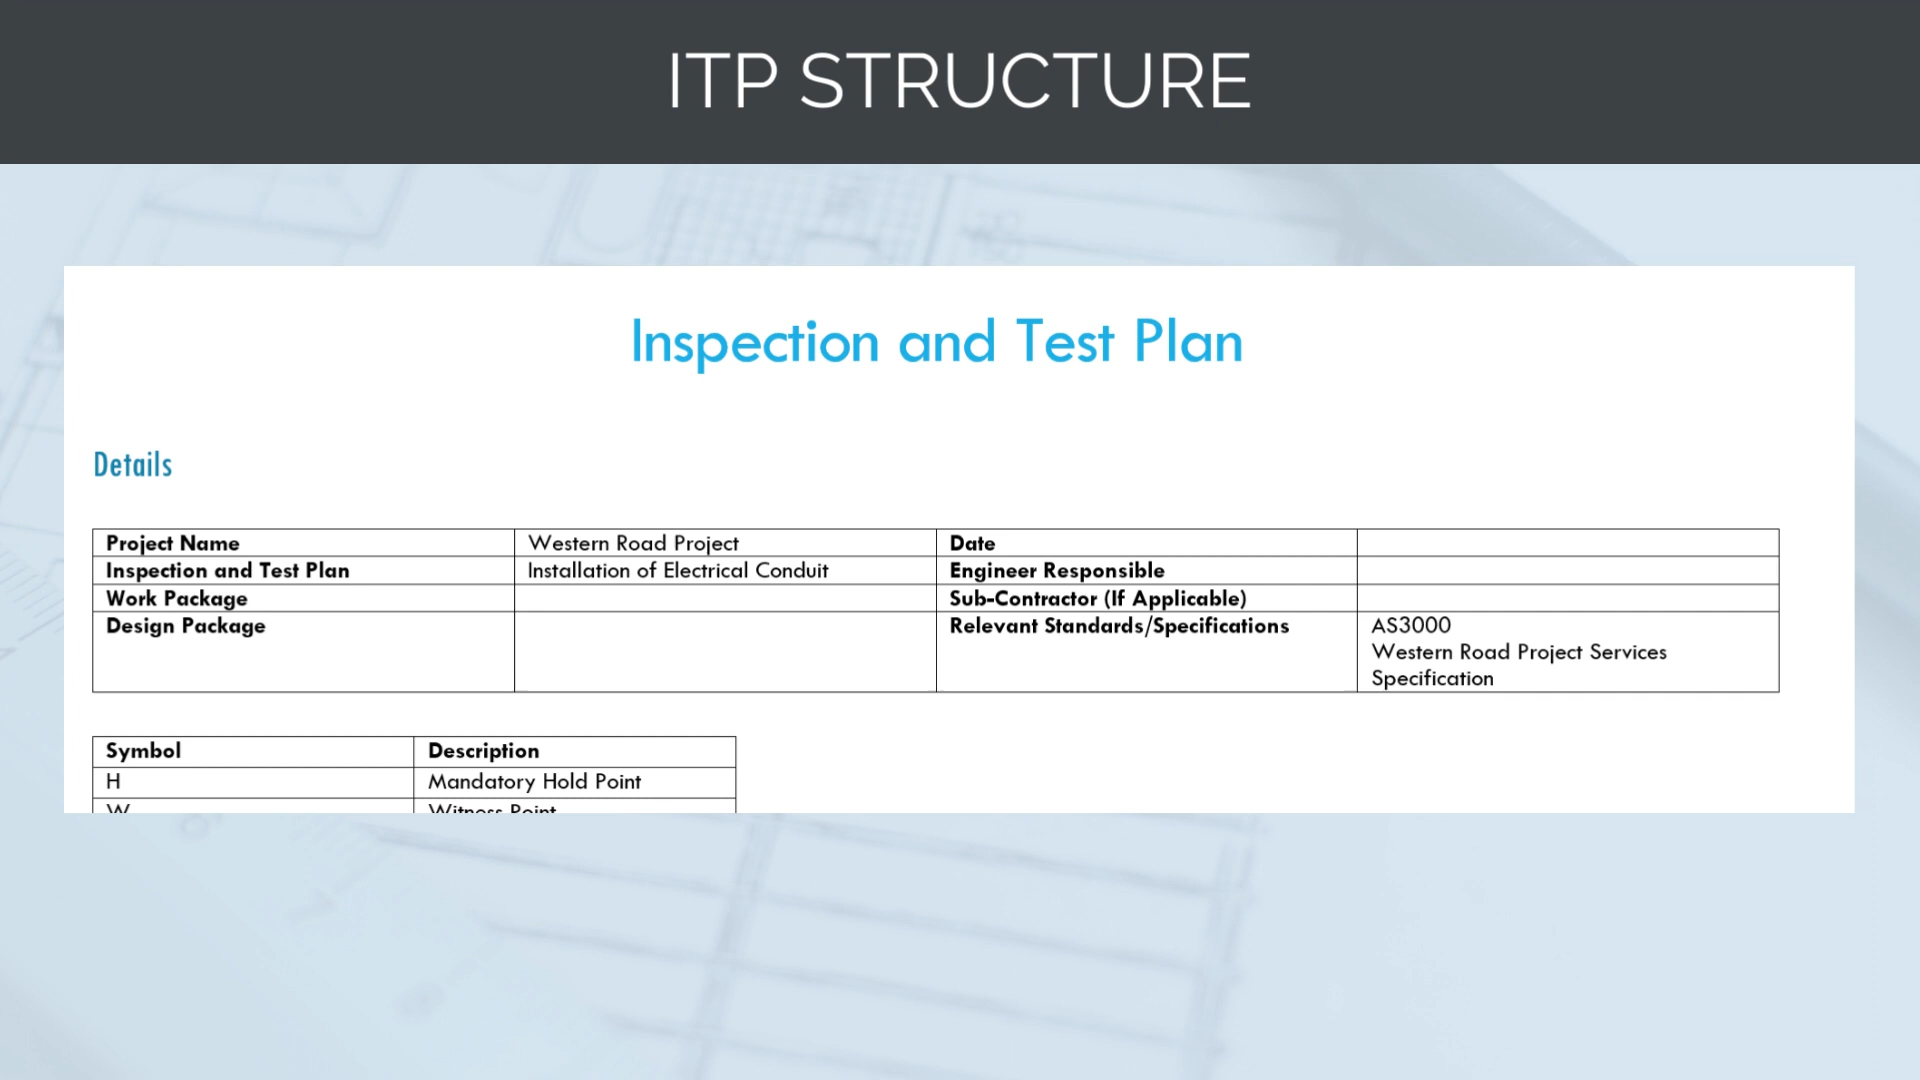 ITP STRUCTURE
Inspection and Test Plan
Details
Project Name Western Road Project Date
Inspection and Test Plan Installation of Electrical Conduit Engineer Responsible
Work Package Sub-Contractor (If Applicable)
Design Package Relevant Standards/Specifications AS3000
Western Road Project Services
Specification
Symbol Description
H Mandatory Hold Point
W Witness Point